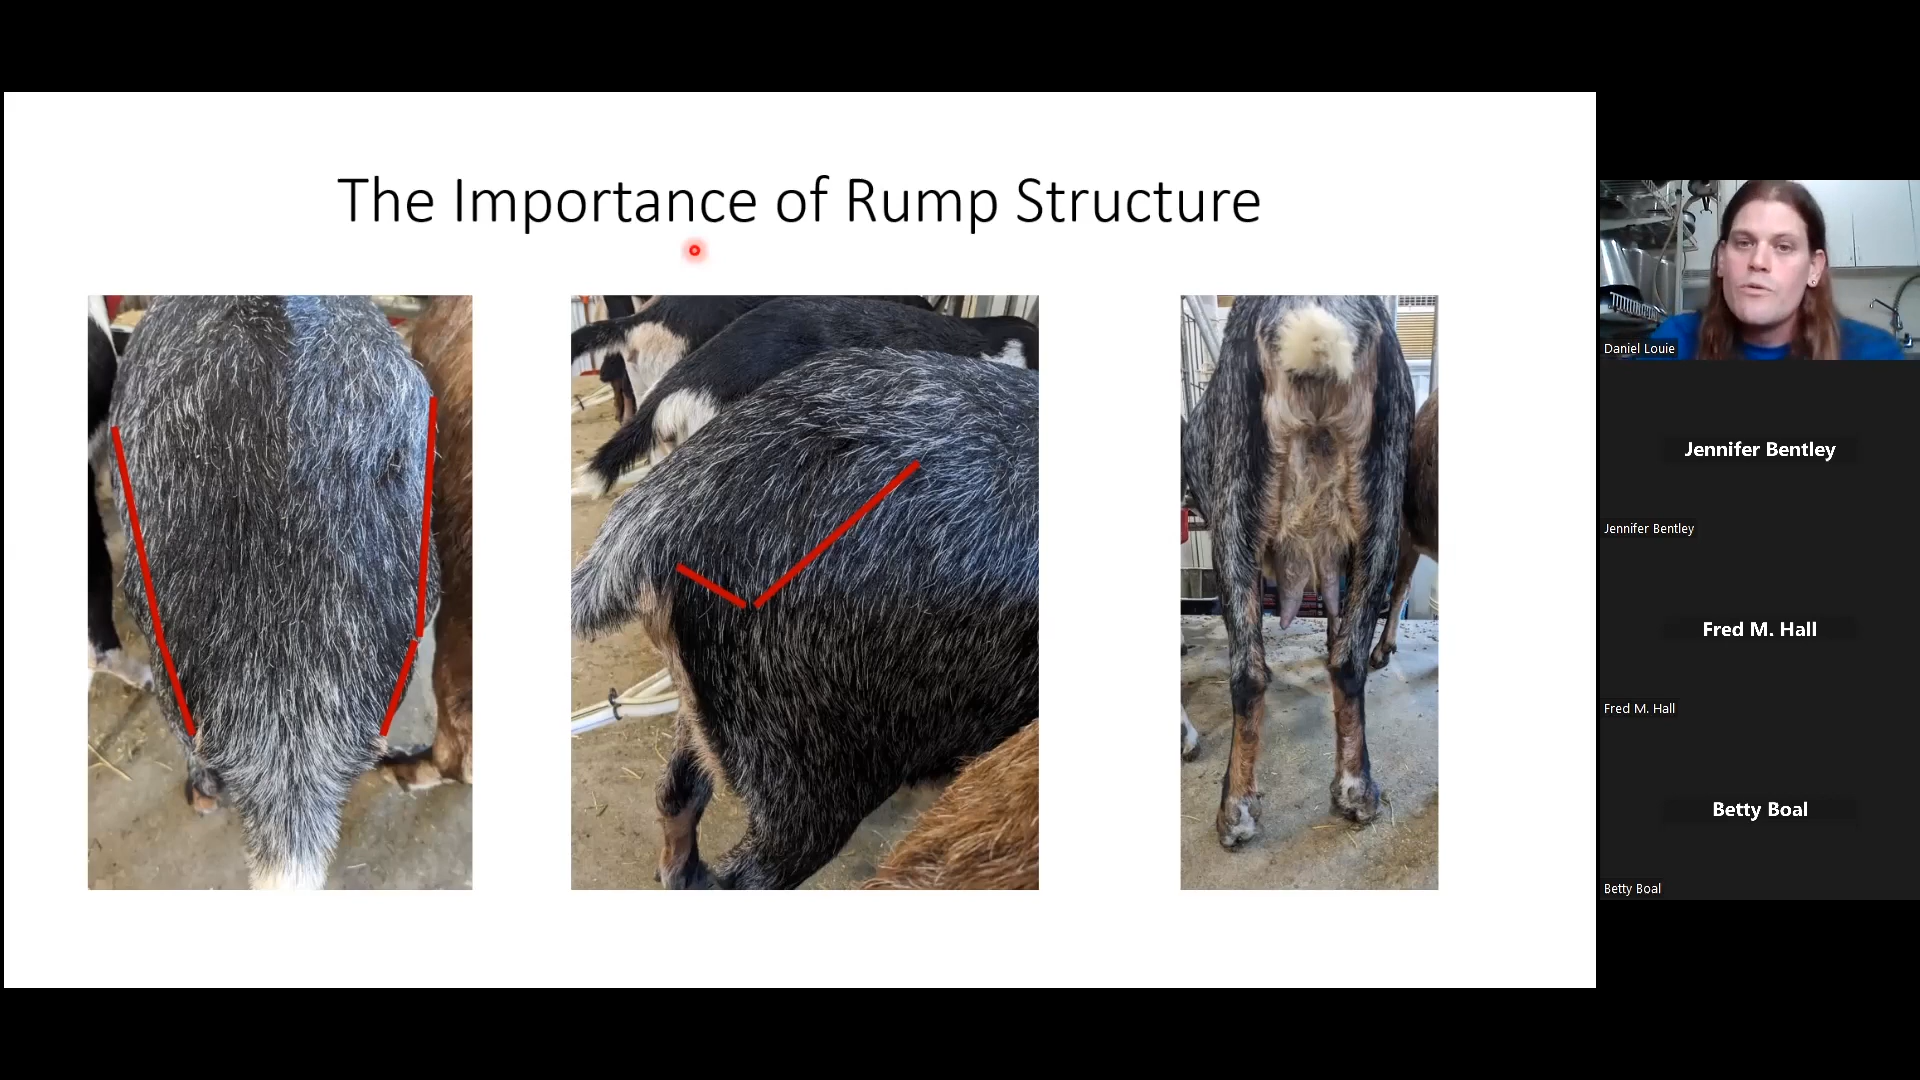 The Importance of Rump Structure
Daniel Louie
Jennifer Bentley
Jennifer Bentley
Fred M. Hall
Fred M. Hall
Betty Boal
Betty Boal